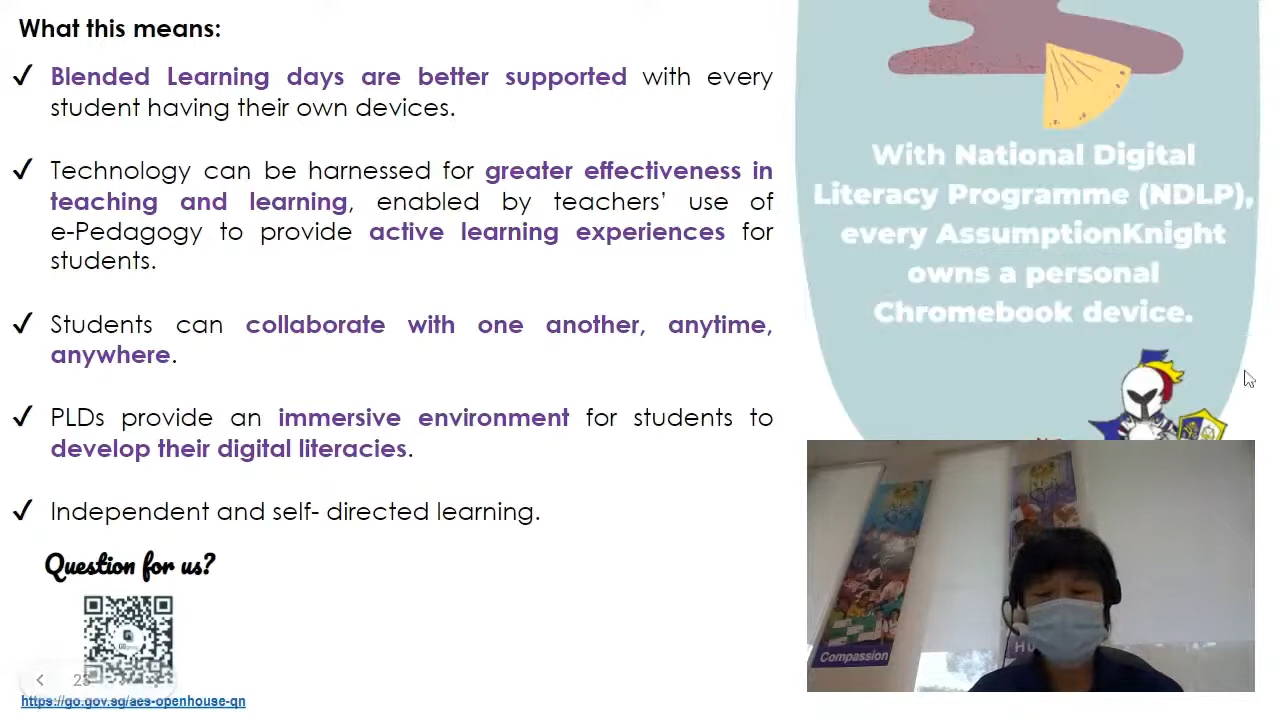 What this means:
✓ Blended Learning days are better supported with every
student having their own devices.
✓ Technology can be harnessed for greater effectiveness in
teaching and learning, enabled by teachers’ use of
e-Pedagogy to provide active learning experiences for
students.
✓ Students can collaborate with one another, anytime,
anywhere.
✓ PLDs provide an immersive environment for students to
develop their digital literacies.
✓ Independent and self- directed learning.
Question for us?
23
https://go.gov.sg/aes-openhouse-qn
With National Digital
Literacy Programme (NDLP),
every AssumptionKnight
owns a personal
Chromebook device.
Compassion